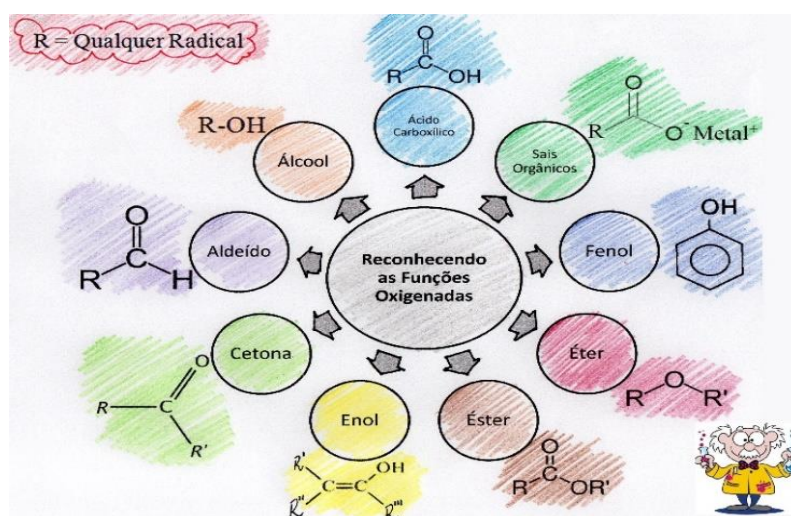 R = Qualquer Radical
O
R C OH
Ácido
Carboxílico
R-OH
Álcool
O
R O⁻ Metal⁺
Sais
Orgânicos
O
R C H
Aldeído
Reconhecendo
as Funções
Oxigenadas
Fenol
OH
Cetona
O
R C
R'
Éter
R O R'
Enol
R' OH
C=C
R'' R'''
Éster
O
R C OR'